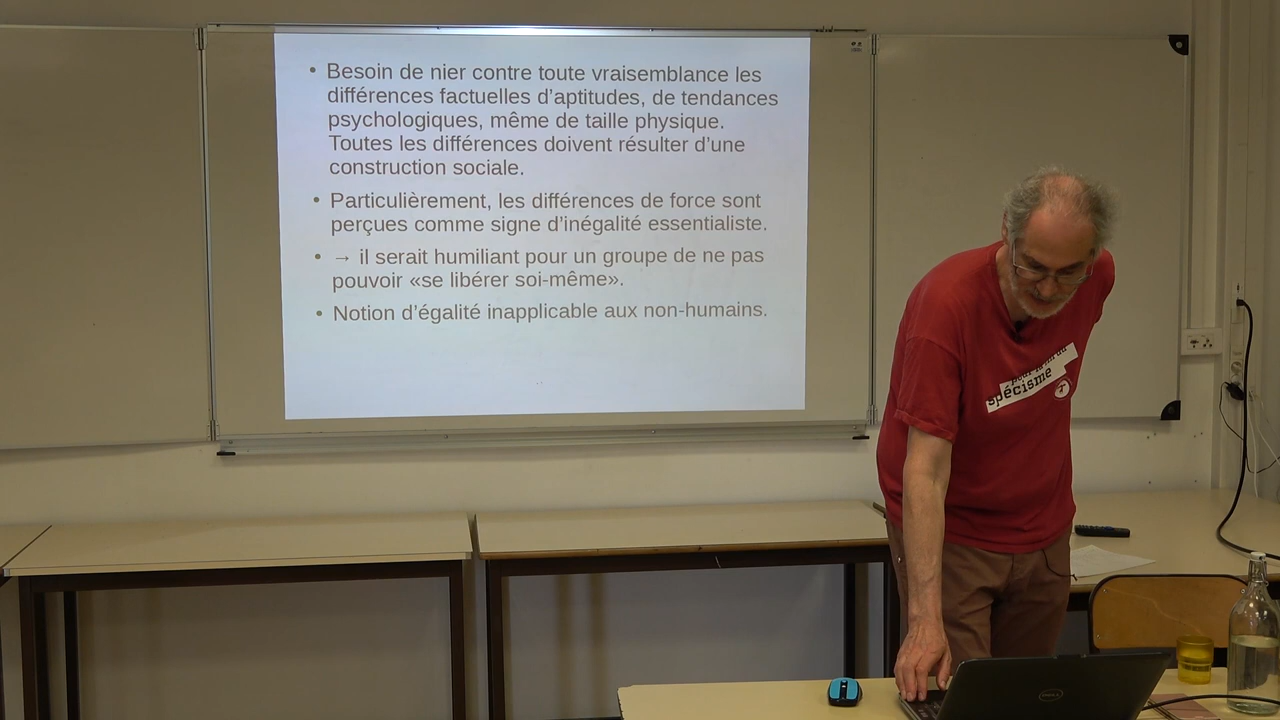 • Besoin de nier contre toute vraisemblance les
différences factuelles d’aptitudes, de tendances
psychologiques, même de taille physique.
Toutes les différences doivent résulter d’une
construction sociale.
• Particulièrement, les différences de force sont
perçues comme signe d’inégalité essentialiste.
• → il serait humiliant pour un groupe de ne pas
pouvoir «se libérer soi-même».
• Notion d’égalité inapplicable aux non-humains.
spécisme
DELL